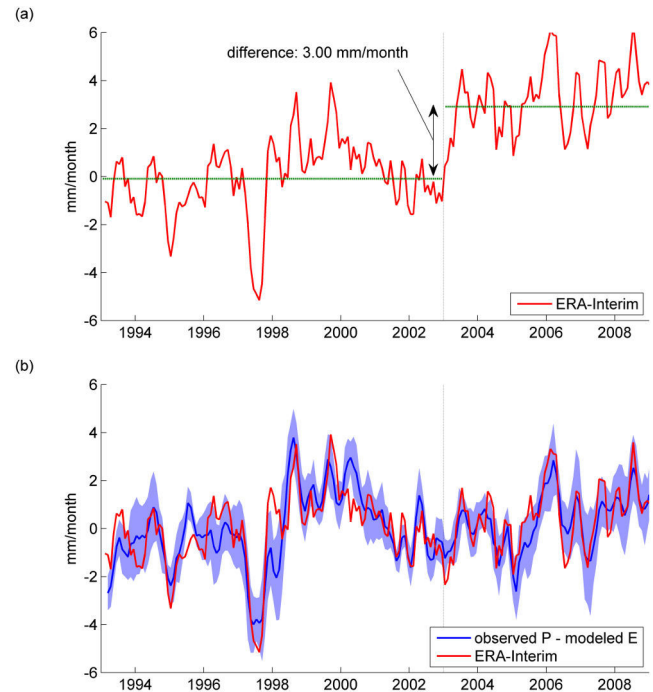 (a)
6
difference: 3.00 mm/month
4
2
0
-2
-4
-6
mm/month
ERA-Interim
1994 1996 1998 2000 2002 2004 2006 2008
(b)
6
4
2
0
-2
-4
-6
mm/month
observed P - modeled E
ERA-Interim
1994 1996 1998 2000 2002 2004 2006 2008